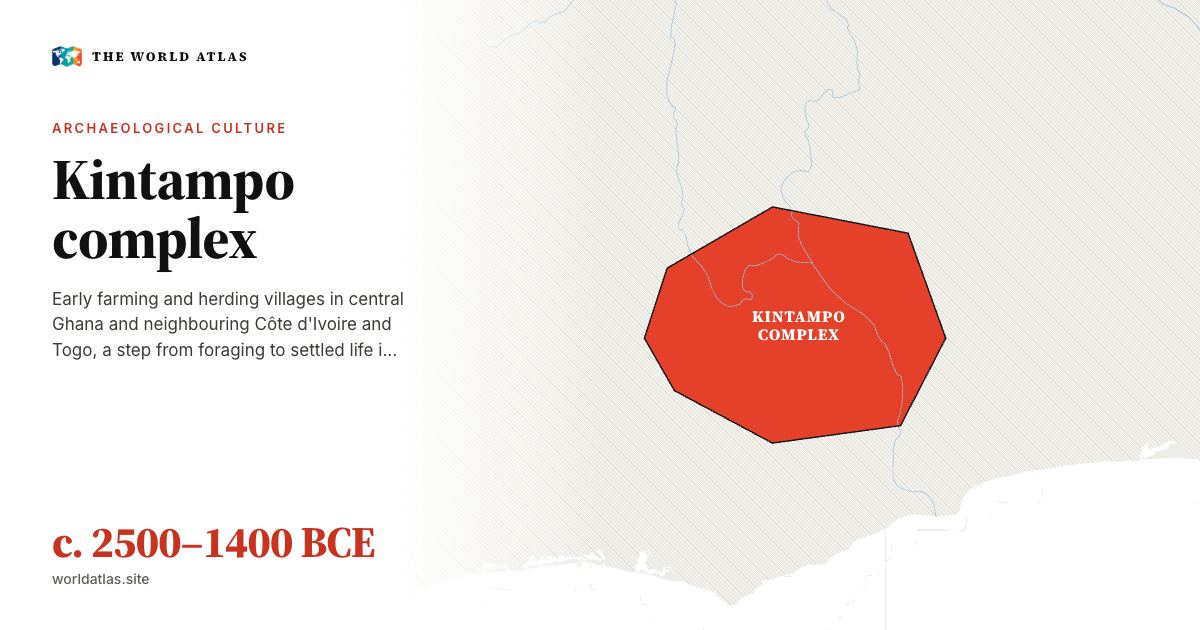 THE WORLD ATLAS
ARCHAEOLOGICAL CULTURE
Kintampo
complex
Early farming and herding villages in central
Ghana and neighbouring Côte d'Ivoire and
Togo, a step from foraging to settled life i...
KINTAMPO
COMPLEX
c. 2500–1400 BCE
worldatlas.site